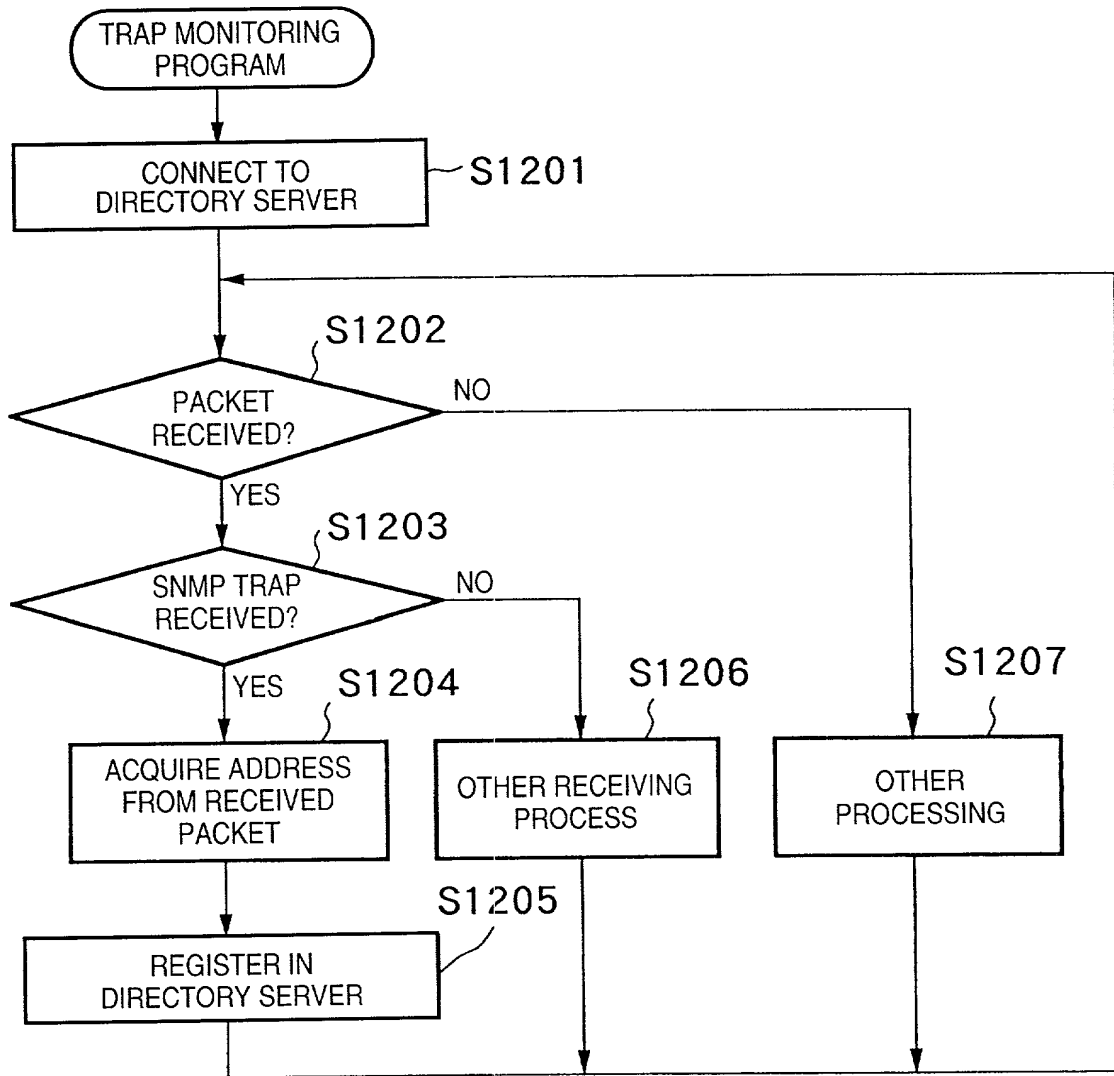 TRAP MONITORING
PROGRAM
CONNECT TO
DIRECTORY SERVER
S1201
S1202
PACKET
RECEIVED?
NO
YES
S1203
SNMP TRAP
RECEIVED?
NO
YES
S1204
S1206
S1207
ACQUIRE ADDRESS
FROM RECEIVED
PACKET
OTHER RECEIVING
PROCESS
OTHER
PROCESSING
S1205
REGISTER IN
DIRECTORY SERVER